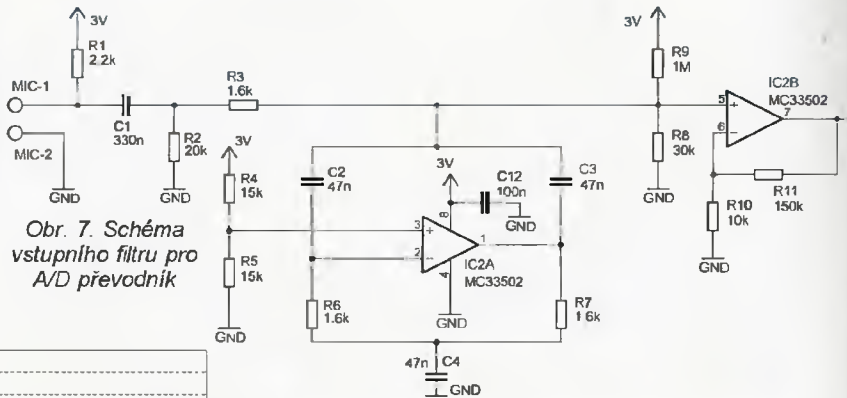 3V
R1
2.2k
MIC-1
MIC-2
GND
C1
330n
R2
20k
GND
R3
1.6k
3V
R4
15k
R5
15k
GND
C2
47n
3V
C12
100n
GND
C3
47n
3
2
8
1
4
IC2A
MC33502
GND
R6
1.6k
R7
1.6k
47n
C4
GND
3V
R9
1M
R8
30k
GND
5
6
7
IC2B
MC33502
R11
150k
R10
10k
GND
Obr. 7. Schéma
vstupního filtru pro
A/D převodník